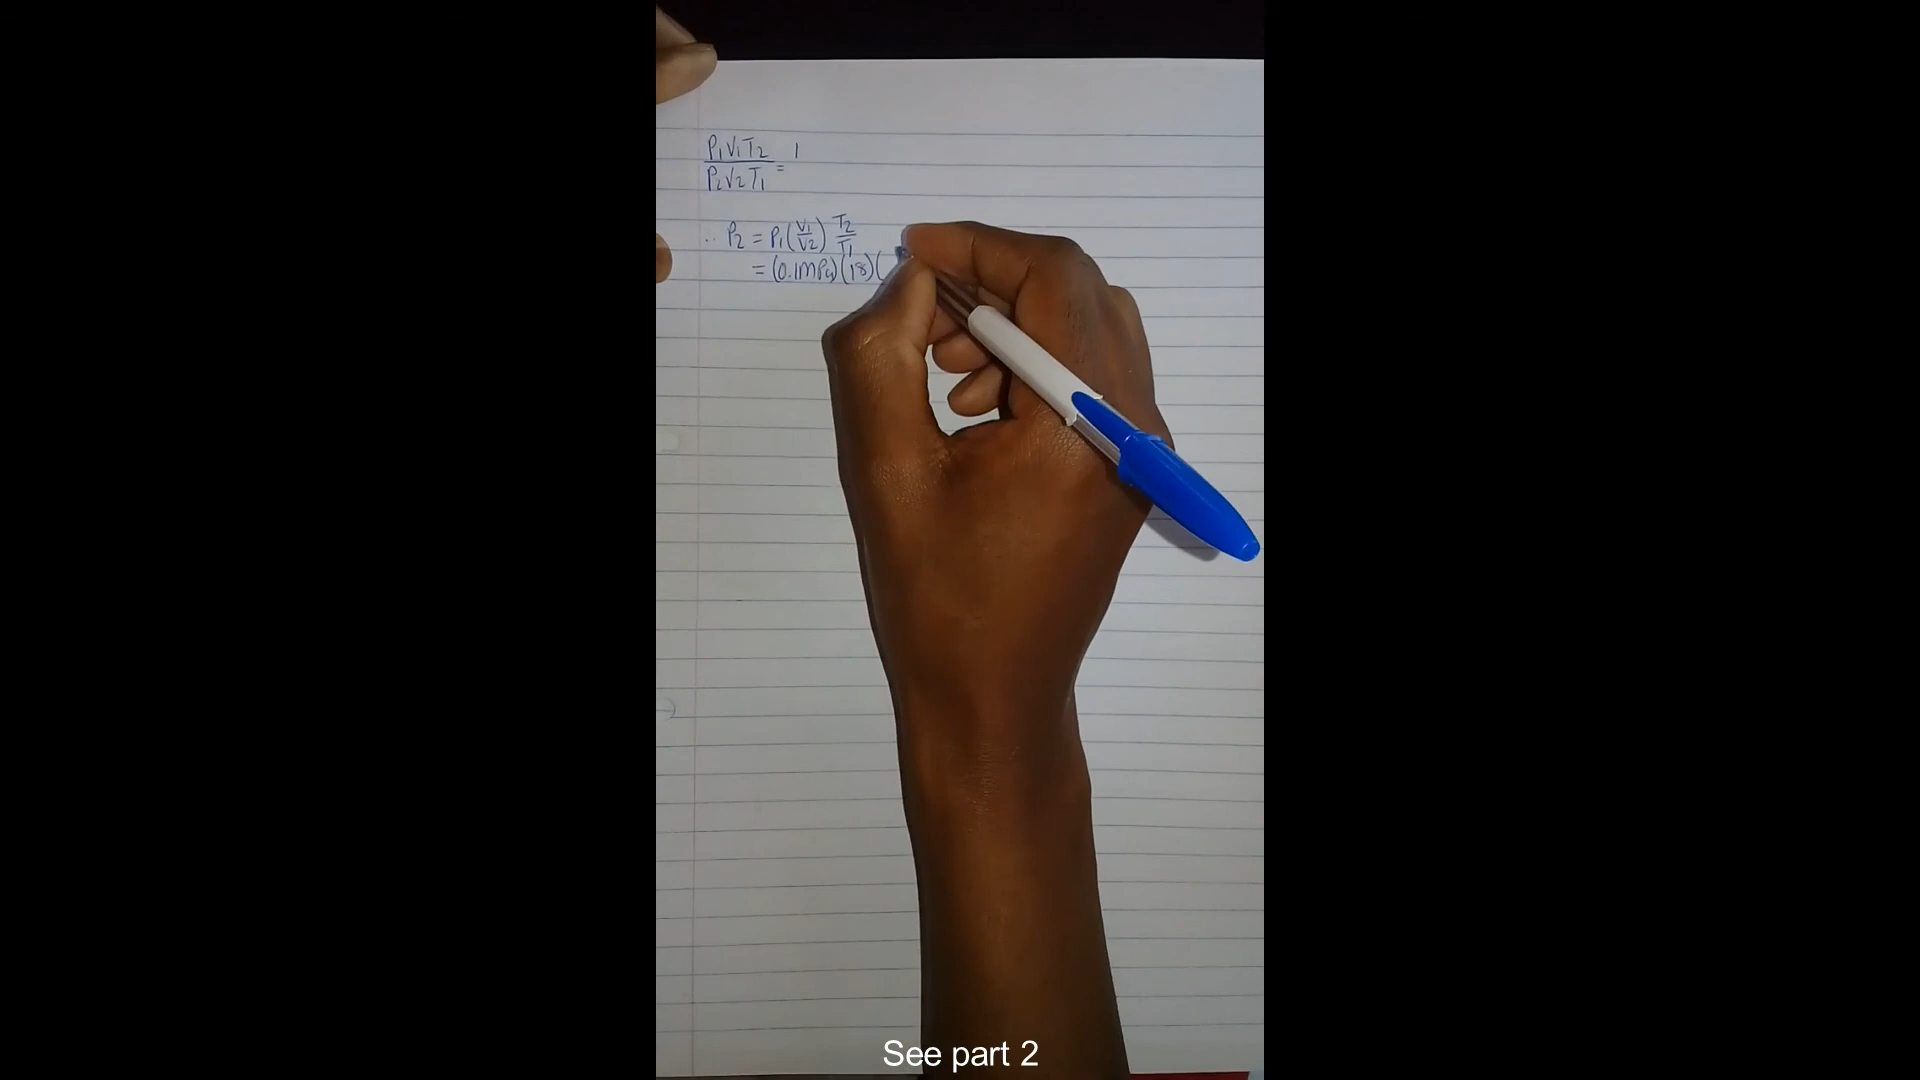 P₁V₁T₂ / P₂V₂T₁ = 1
∴ P₂ = P₁(V₁/V₂) T₂/T₁
= (0.1MPa)(18)(
See part 2